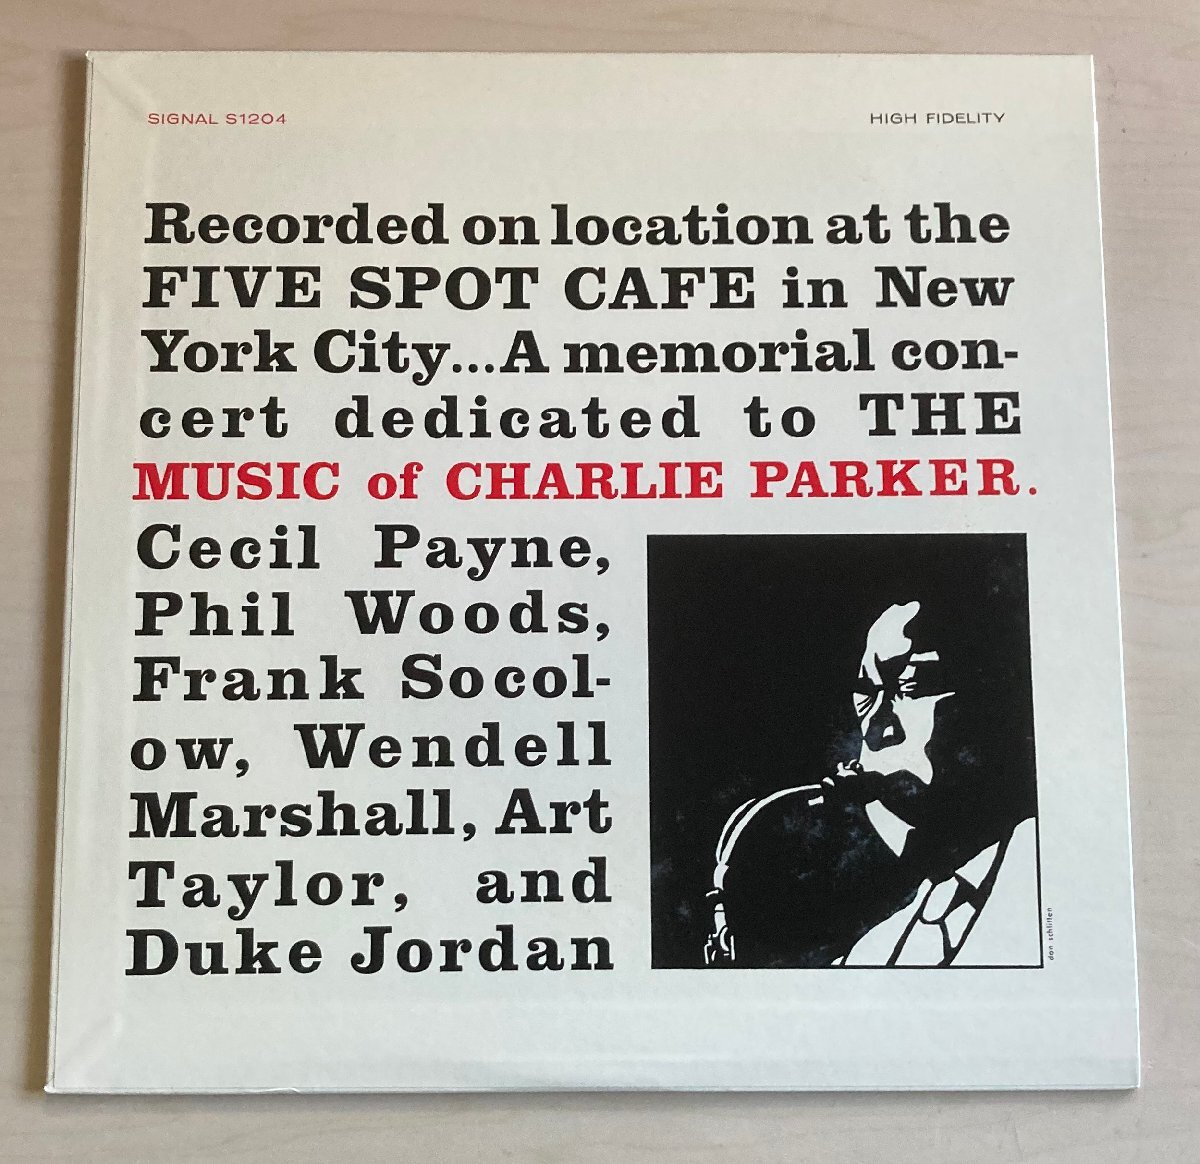 SIGNAL S1204
HIGH FIDELITY
Recorded on location at the
FIVE SPOT CAFE in New
York City...A memorial con-
cert dedicated to THE
MUSIC of CHARLIE PARKER.
Cecil Payne,
Phil Woods,
Frank Socol-
ow, Wendell
Marshall, Art
Taylor, and
Duke Jordan
don schlitten